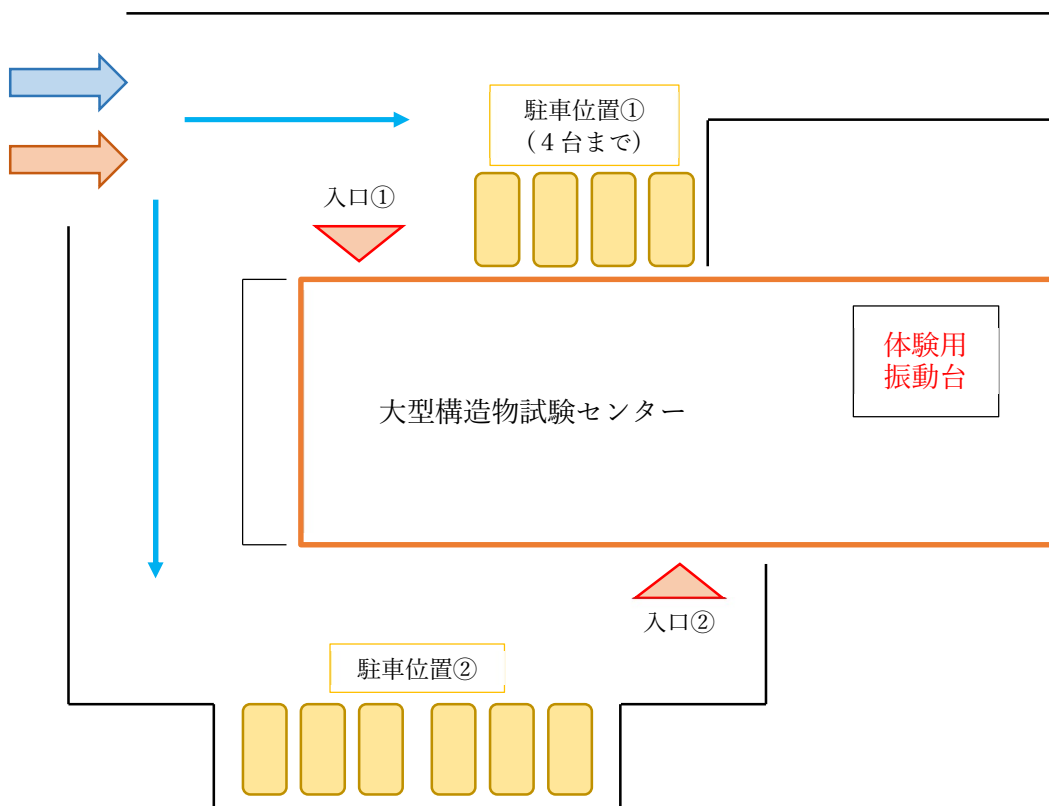 駐車位置①
（４台まで）
入口①
体験用
振動台
大型構造物試験センター
入口②
駐車位置②